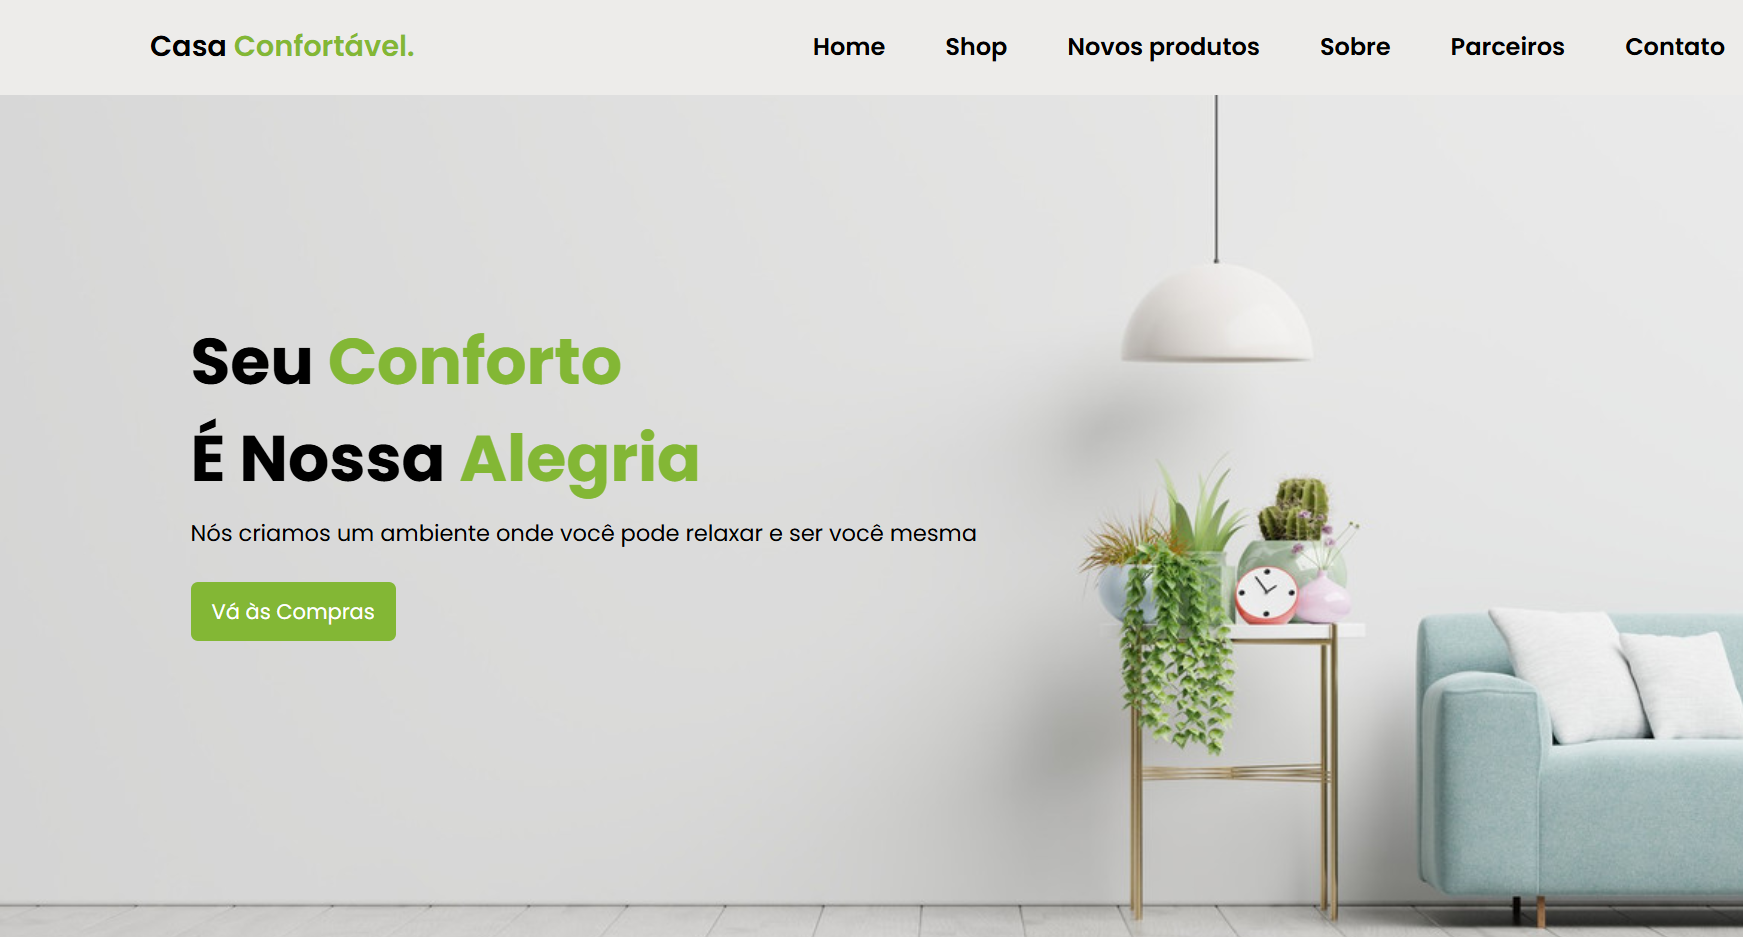 Casa Confortável.
Home Shop Novos produtos Sobre Parceiros Contato
Seu Conforto
É Nossa Alegria
Nós criamos um ambiente onde você pode relaxar e ser você mesma
Vá às Compras